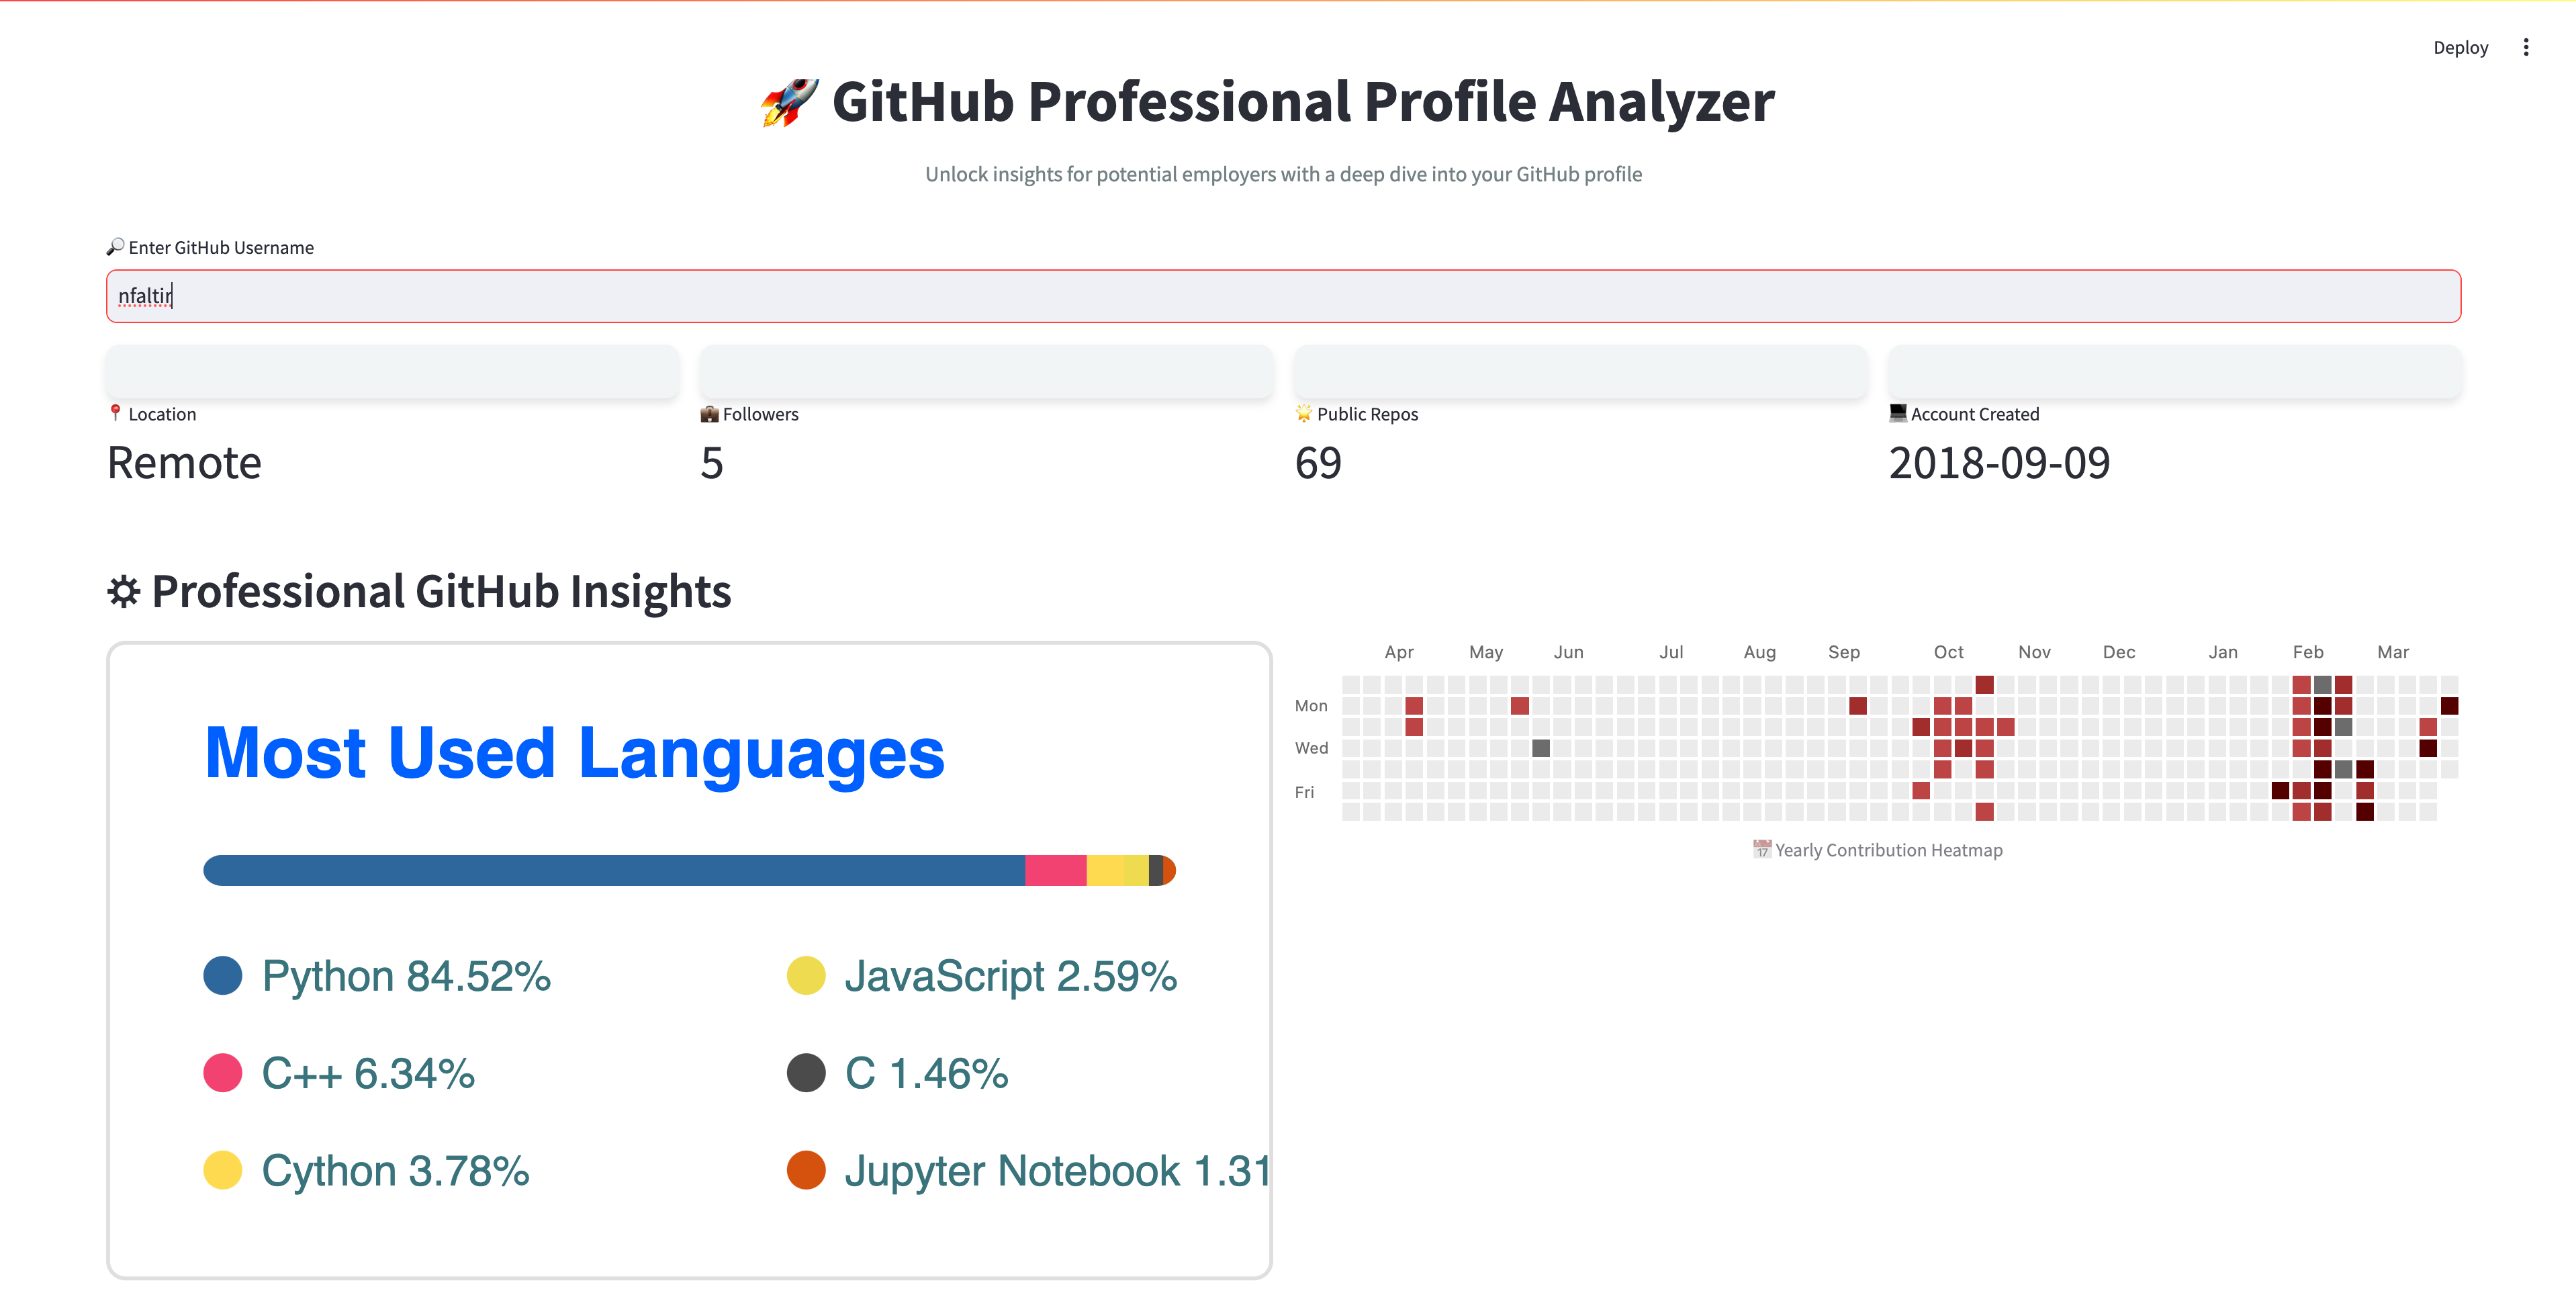 Deploy
🚀 GitHub Professional Profile Analyzer
Unlock insights for potential employers with a deep dive into your GitHub profile
🔎 Enter GitHub Username
nfaltir
📍 Location
Remote
💼 Followers
5
🌟 Public Repos
69
💻 Account Created
2018-09-09
⚙ Professional GitHub Insights
Most Used Languages
Python 84.52%
JavaScript 2.59%
C++ 6.34%
C 1.46%
Cython 3.78%
Jupyter Notebook 1.31
Apr May Jun Jul Aug Sep Oct Nov Dec Jan Feb Mar
Mon
Wed
Fri
📅 Yearly Contribution Heatmap